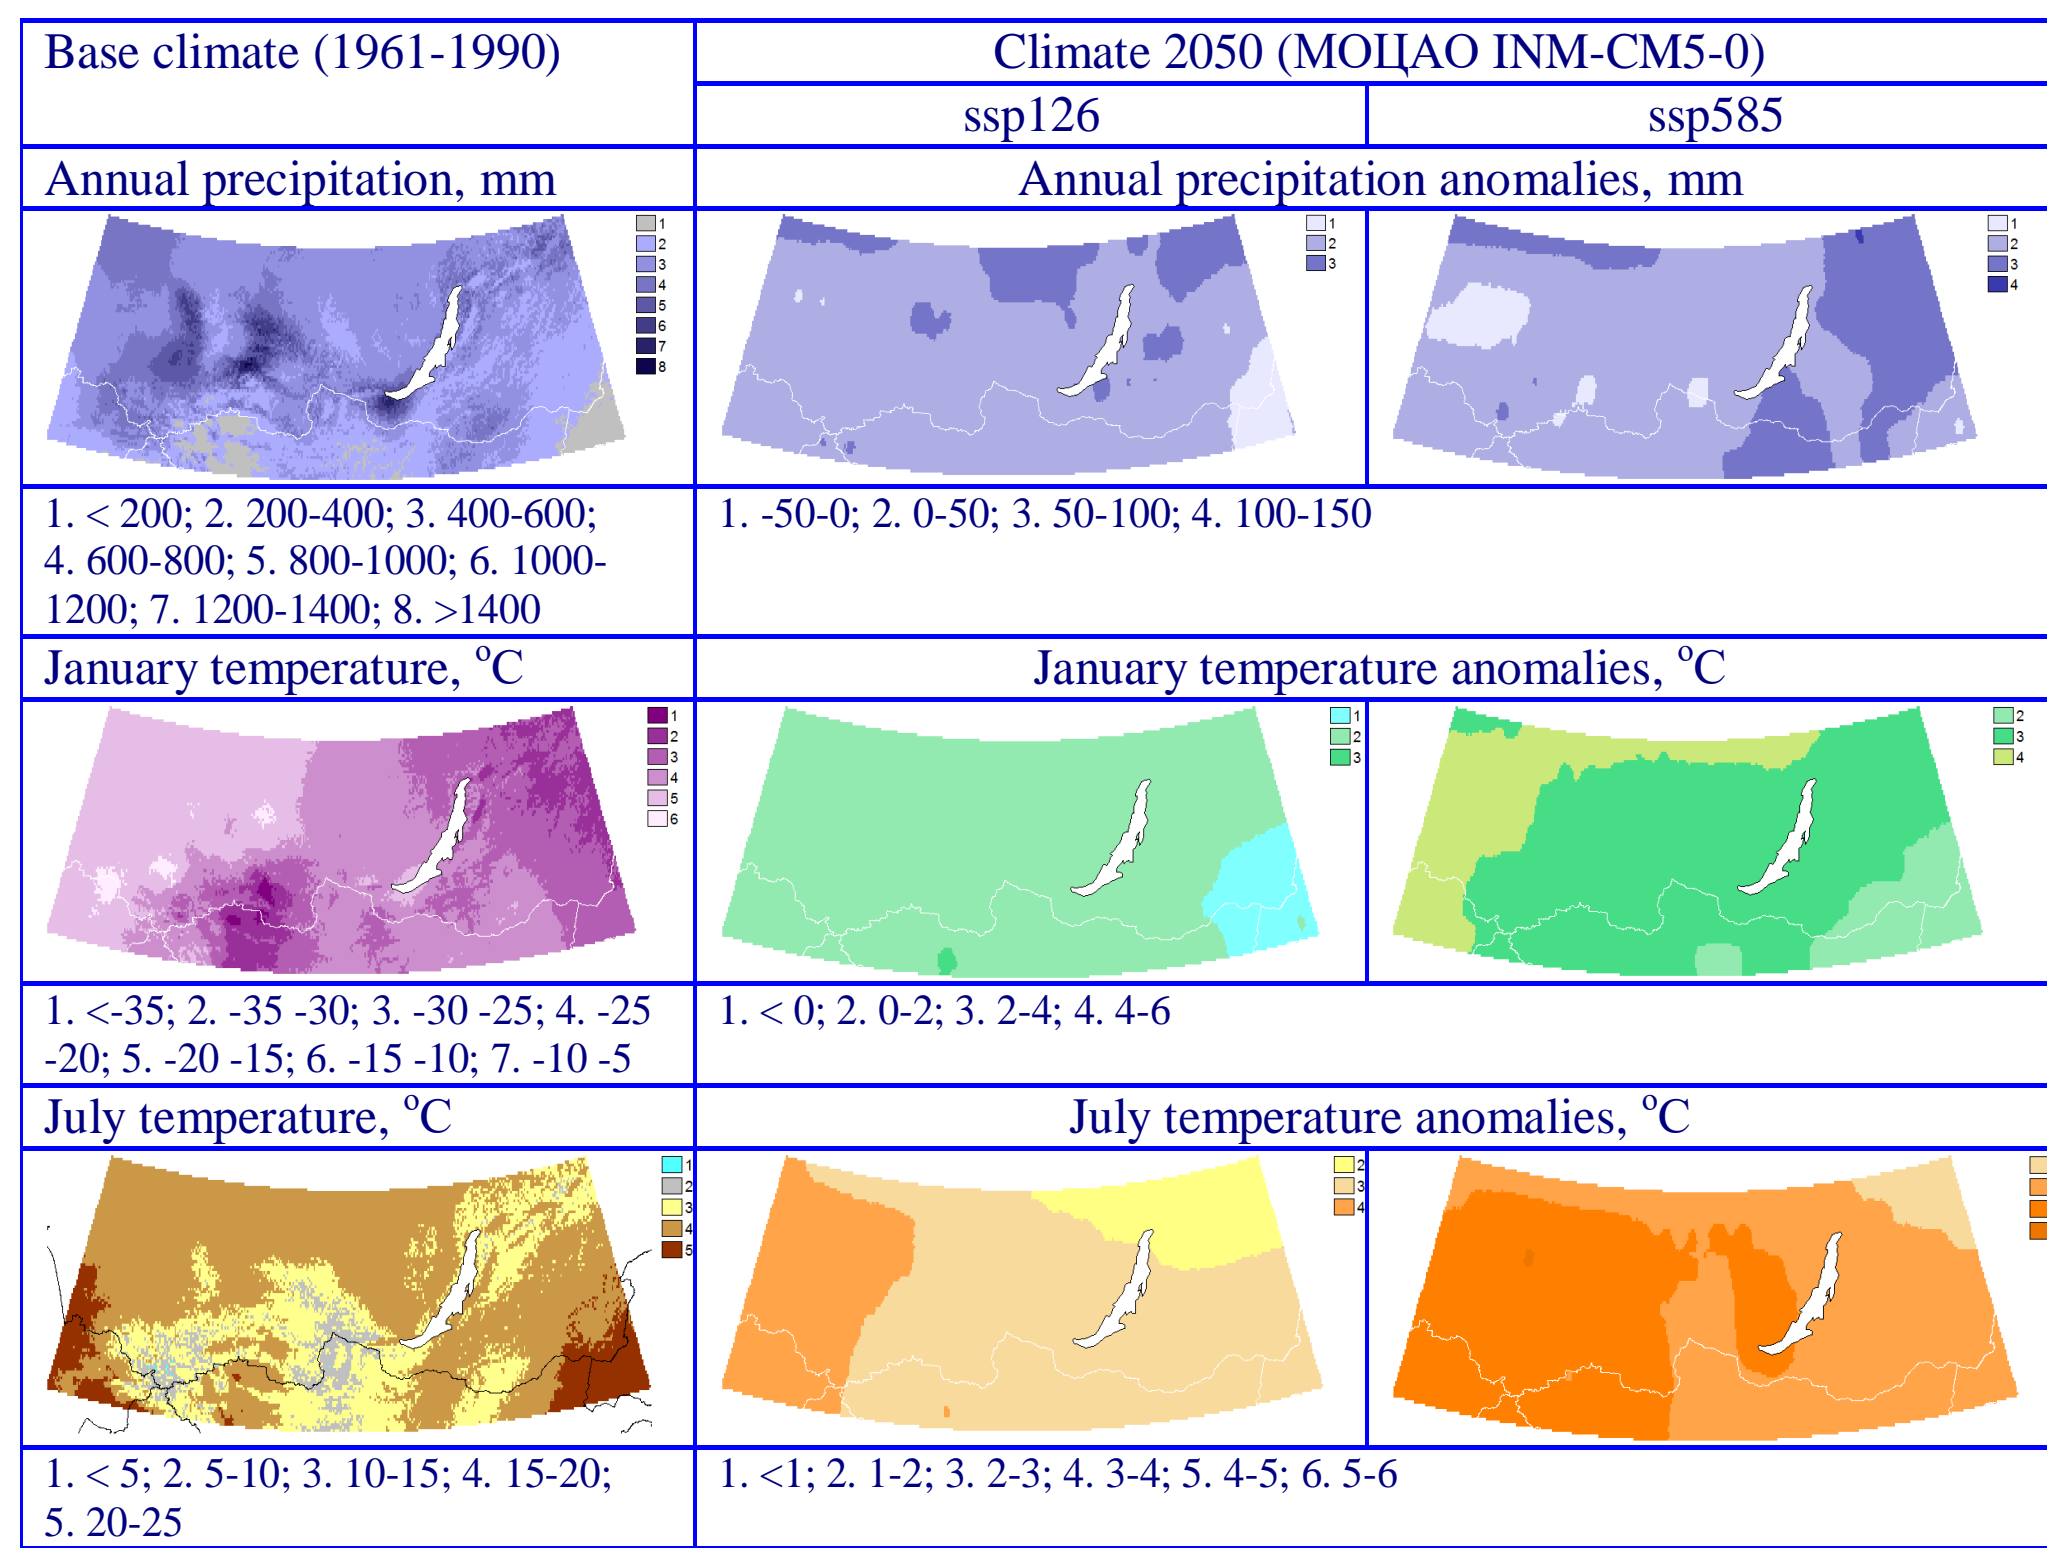 Base climate (1961-1990)
Climate 2050 (МОЦАО INM-CM5-0)
ssp126
ssp585
Annual precipitation, mm
Annual precipitation anomalies, mm
1
2
3
4
5
6
7
8
1
2
3
1
2
3
4
1. < 200; 2. 200-400; 3. 400-600;
4. 600-800; 5. 800-1000; 6. 1000-
1200; 7. 1200-1400; 8. >1400
1. -50-0; 2. 0-50; 3. 50-100; 4. 100-150
January temperature, °C
January temperature anomalies, °C
1
2
3
4
5
6
1
2
3
2
3
4
1. <-35; 2. -35 -30; 3. -30 -25; 4. -25
-20; 5. -20 -15; 6. -15 -10; 7. -10 -5
1. < 0; 2. 0-2; 3. 2-4; 4. 4-6
July temperature, °C
July temperature anomalies, °C
1
2
3
4
5
2
3
4
1. < 5; 2. 5-10; 3. 10-15; 4. 15-20;
5. 20-25
1. <1; 2. 1-2; 3. 2-3; 4. 3-4; 5. 4-5; 6. 5-6